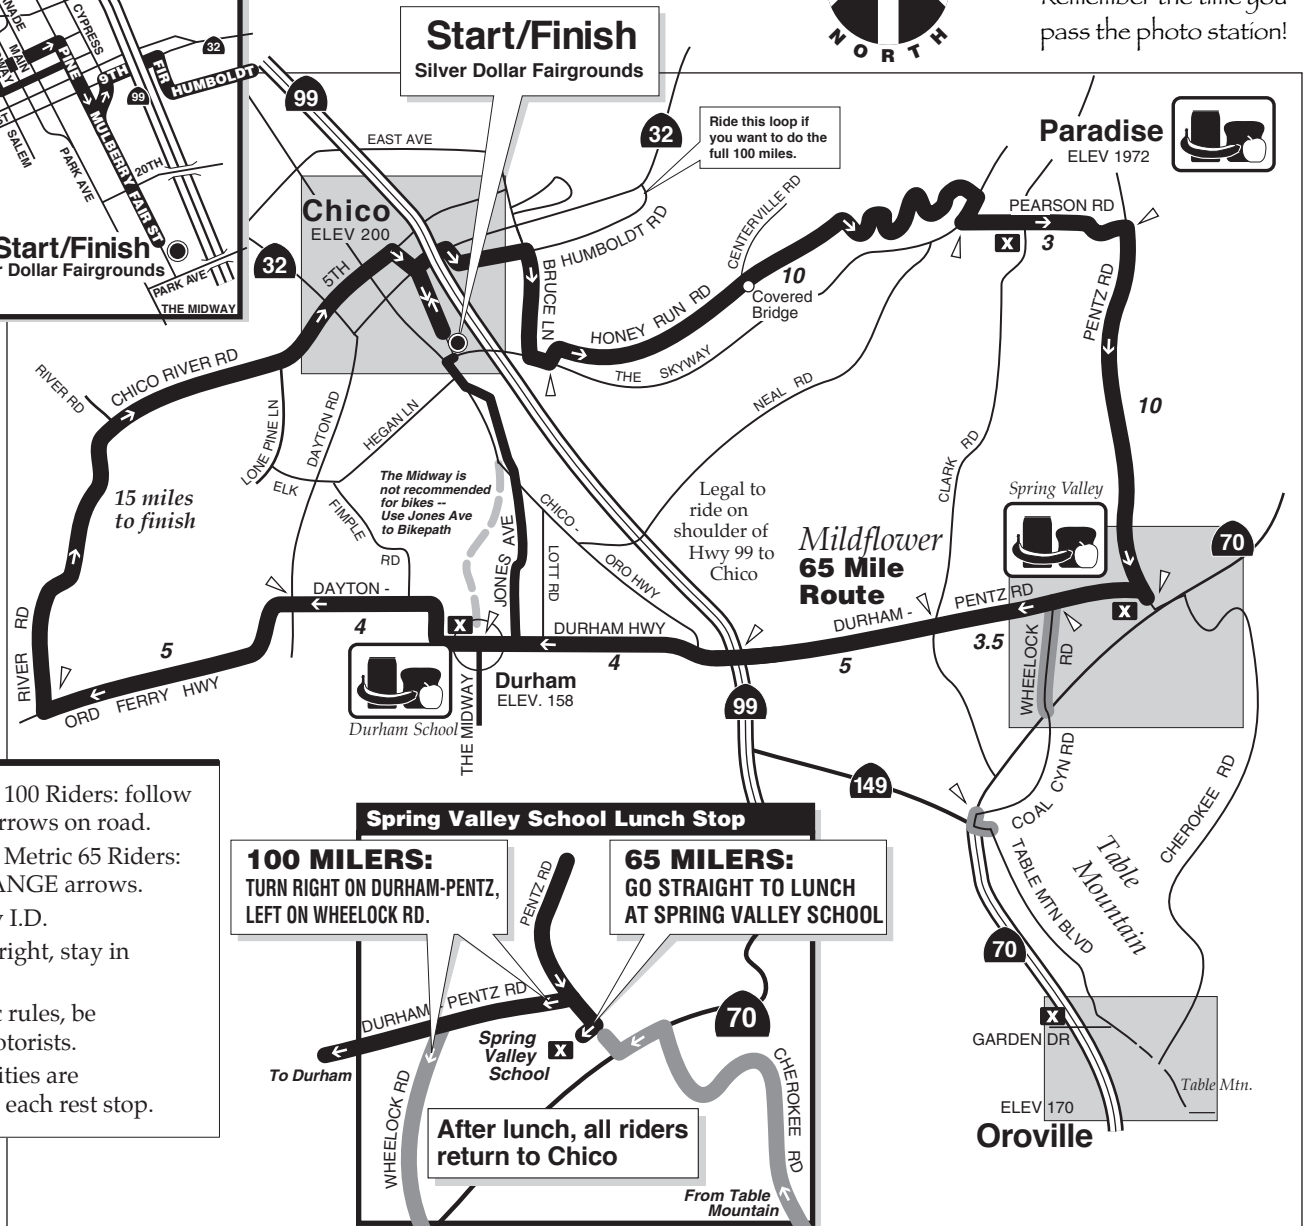 Remember the time you
pass the photo station!
NORTH
Start/Finish
Silver Dollar Fairgrounds
CYPRESS
MAIN
PINE
9TH
FIR
HUMBOLDT
32
99
MULBERRY
FAIR ST
SALEM
PARK AVE
20TH
Start/Finish
Dollar Fairgrounds
PARK AVE
THE MIDWAY
99
32
EAST AVE
Ride this loop if
you want to do the
full 100 miles.
Paradise
ELEV 1972
PEARSON RD
X
3
Chico
ELEV 200
32
5TH
HUMBOLDT RD
BRUCE LN
CENTERVILLE RD
10
Covered
Bridge
HONEY RUN RD
THE SKYWAY
NEAL RD
PENTZ RD
10
CLARK RD
RIVER RD
CHICO RIVER RD
LONE PINE LN
DAYTON RD
HEGAN LN
ELK
FIMPLE
RD
15 miles
to finish
The Midway is
not recommended
for bikes --
Use Jones Ave
to Bikepath
JONES AVE
CHICO -
ORO HWY
LOTT RD
Legal to
ride on
shoulder of
Hwy 99 to
Chico
Mildflower
65 Mile
Route
Spring Valley
70
X
DURHAM - PENTZ RD
3.5
5
WHEELOCK RD
DAYTON -
4
X
DURHAM HWY
4
5
RIVER RD
ORD FERRY HWY
Durham
ELEV. 158
Durham School
THE MIDWAY
99
149
COAL CYN RD
CHEROKEE RD
Table
Mountain
TABLE MTN BLVD
70
X
GARDEN DR
Table Mtn.
ELEV 170
Oroville
100 Riders: follow
rrows on road.
Metric 65 Riders:
ANGE arrows.
I.D.
right, stay in
rules, be
otorists.
ities are
each rest stop.
Spring Valley School Lunch Stop
100 MILERS:
TURN RIGHT ON DURHAM-PENTZ,
LEFT ON WHEELOCK RD.
65 MILERS:
GO STRAIGHT TO LUNCH
AT SPRING VALLEY SCHOOL
PENTZ RD
DURHAM - PENTZ RD
To Durham
Spring
Valley
School
X
70
WHEELOCK RD
CHEROKEE RD
After lunch, all riders
return to Chico
From Table
Mountain